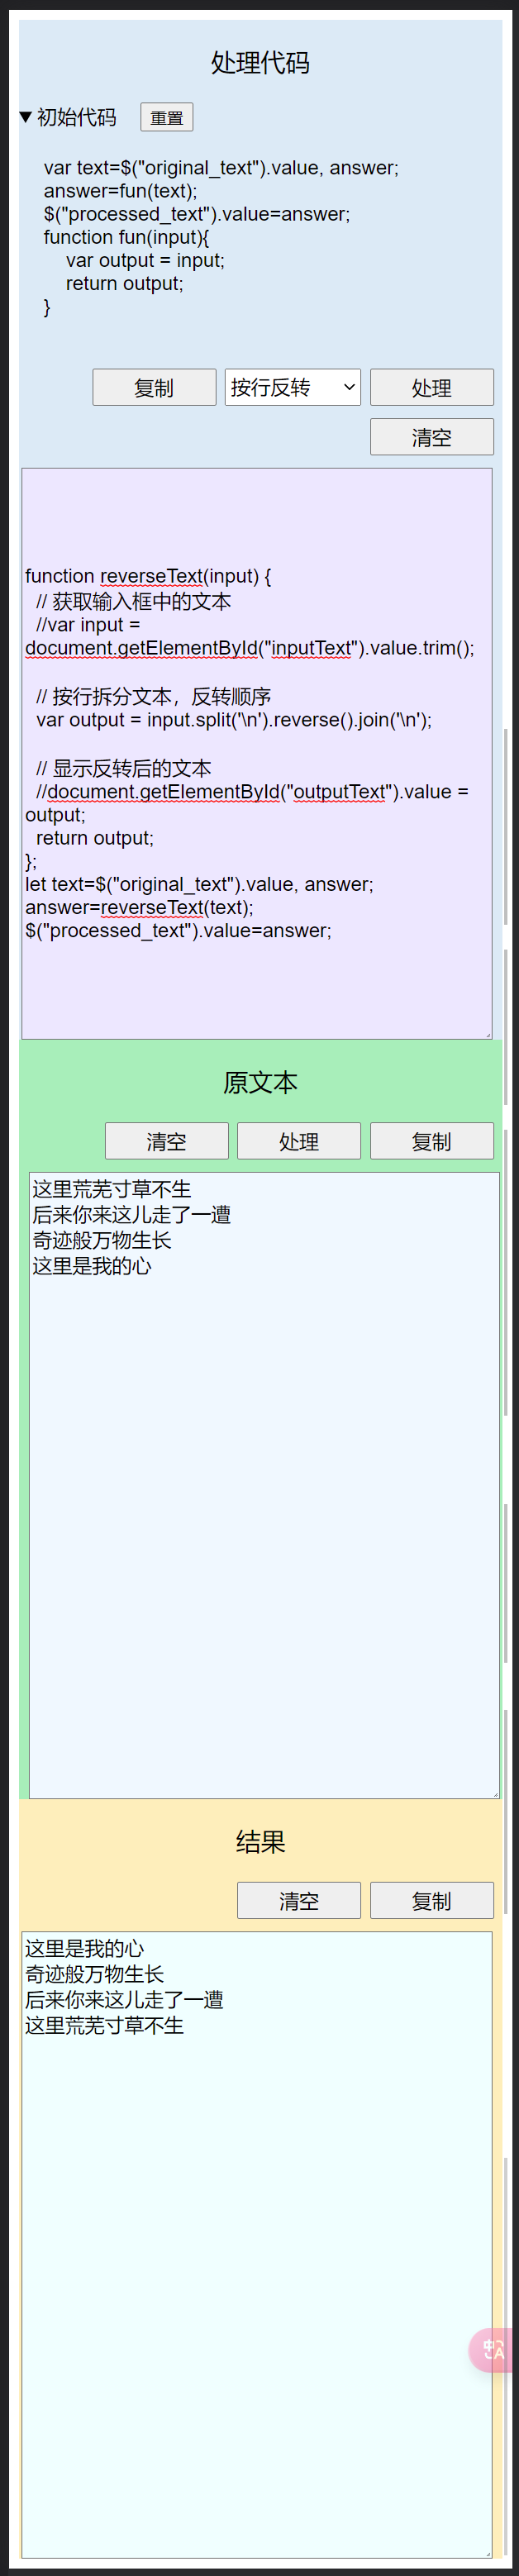 处理代码
▼ 初始代码 重置
var text=$("original_text").value, answer;
answer=fun(text);
$("processed_text").value=answer;
function fun(input){
    var output = input;
    return output;
}
复制 按行反转 处理
清空
function reverseText(input) {
  // 获取输入框中的文本
  //var input =
document.getElementById("inputText").value.trim();
  // 按行拆分文本，反转顺序
  var output = input.split('\n').reverse().join('\n');
  // 显示反转后的文本
  //document.getElementById("outputText").value =
output;
  return output;
};
let text=$("original_text").value, answer;
answer=reverseText(text);
$("processed_text").value=answer;
原文本
清空 处理 复制
这里荒芜寸草不生
后来你来这儿走了一遭
奇迹般万物生长
这里是我的心
结果
清空 复制
这里是我的心
奇迹般万物生长
后来你来这儿走了一遭
这里荒芜寸草不生
中A